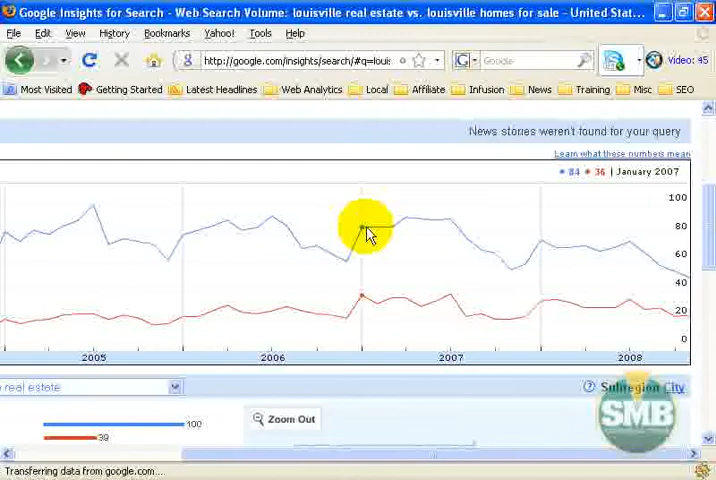 Google Insights for Search - Web Search Volume: louisville real estate vs. louisville homes for sale - United Stat...
File Edit View History Bookmarks Yahoo! Tools Help
http://google.com/insights/search/#q=louis
Google
Video: 45
Most Visited Getting Started Latest Headlines Web Analytics Local Affiliate Infusion News Training Misc SEO
News stories weren't found for your query
Learn what these numbers mean
84 36 | January 2007
100
80
60
40
20
0
2005 2006 2007 2008
real estate
Subregion City
100
39
Zoom Out
SMB
Transferring data from google.com...